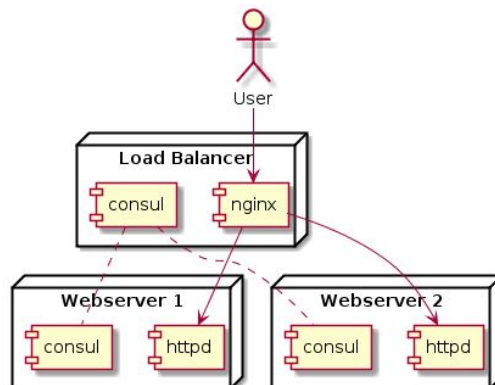 User
Load Balancer
consul
nginx
Webserver 1
Webserver 2
consul
httpd
consul
httpd